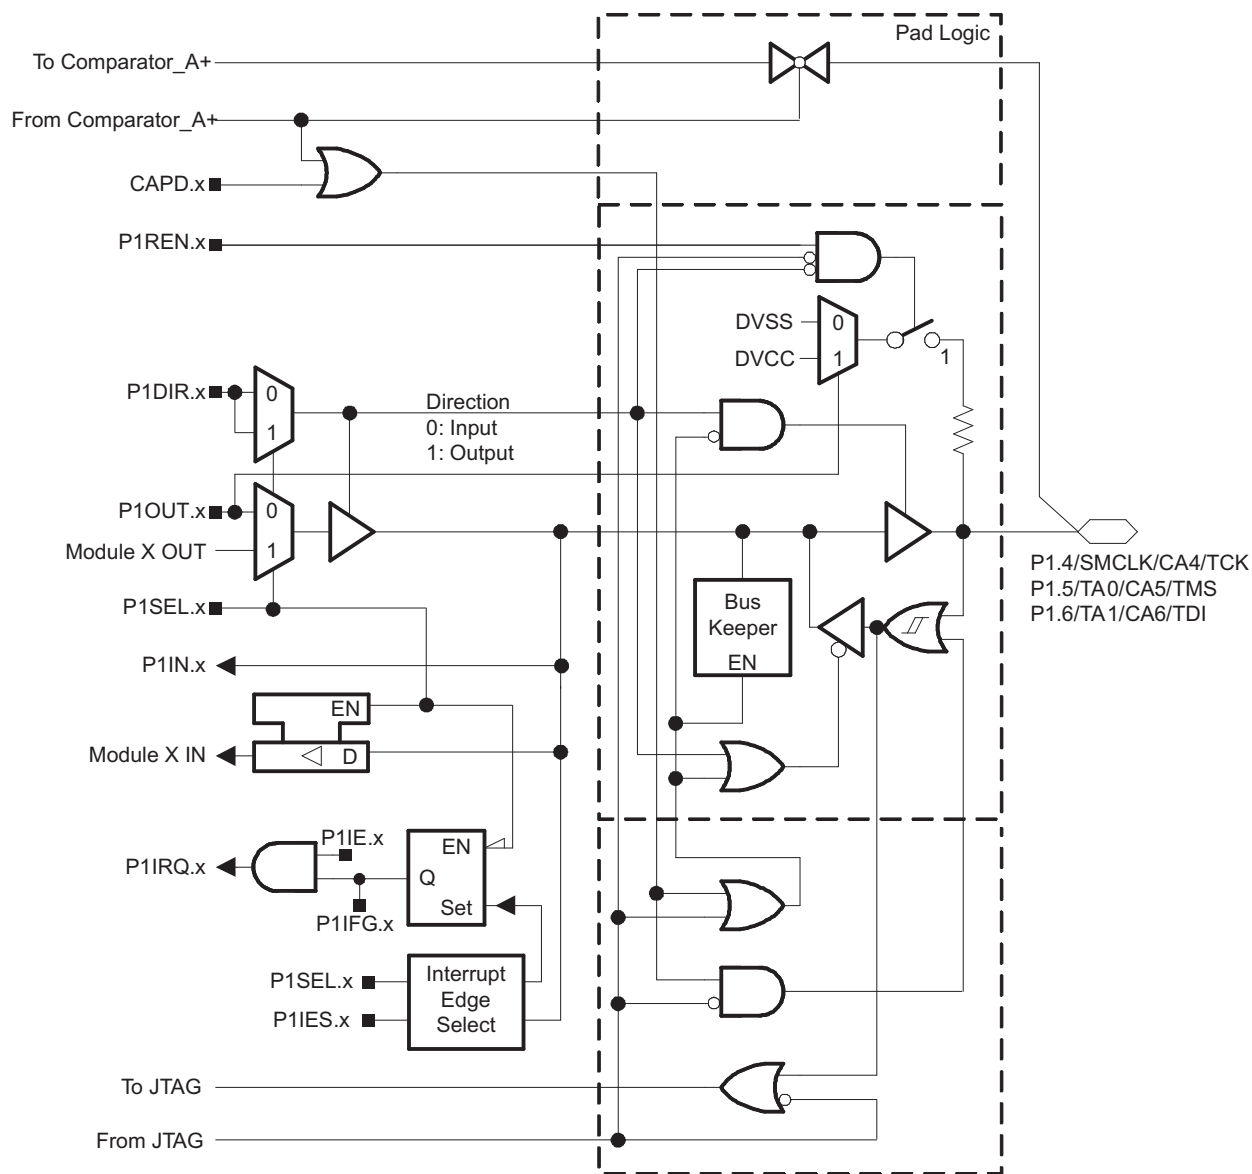 Pad Logic
To Comparator_A+
From Comparator_A+
CAPD.x
P1REN.x
DVSS
0
DVCC
1
1
P1DIR.x
0
1
Direction
0: Input
1: Output
P1OUT.x
0
Module X OUT
1
P1.4/SMCLK/CA4/TCK
P1.5/TA0/CA5/TMS
P1.6/TA1/CA6/TDI
P1SEL.x
Bus
Keeper
EN
P1IN.x
EN
Module X IN
D
P1IE.x
P1IRQ.x
EN
Q
Set
P1IFG.x
P1SEL.x
P1IES.x
Interrupt
Edge
Select
To JTAG
From JTAG